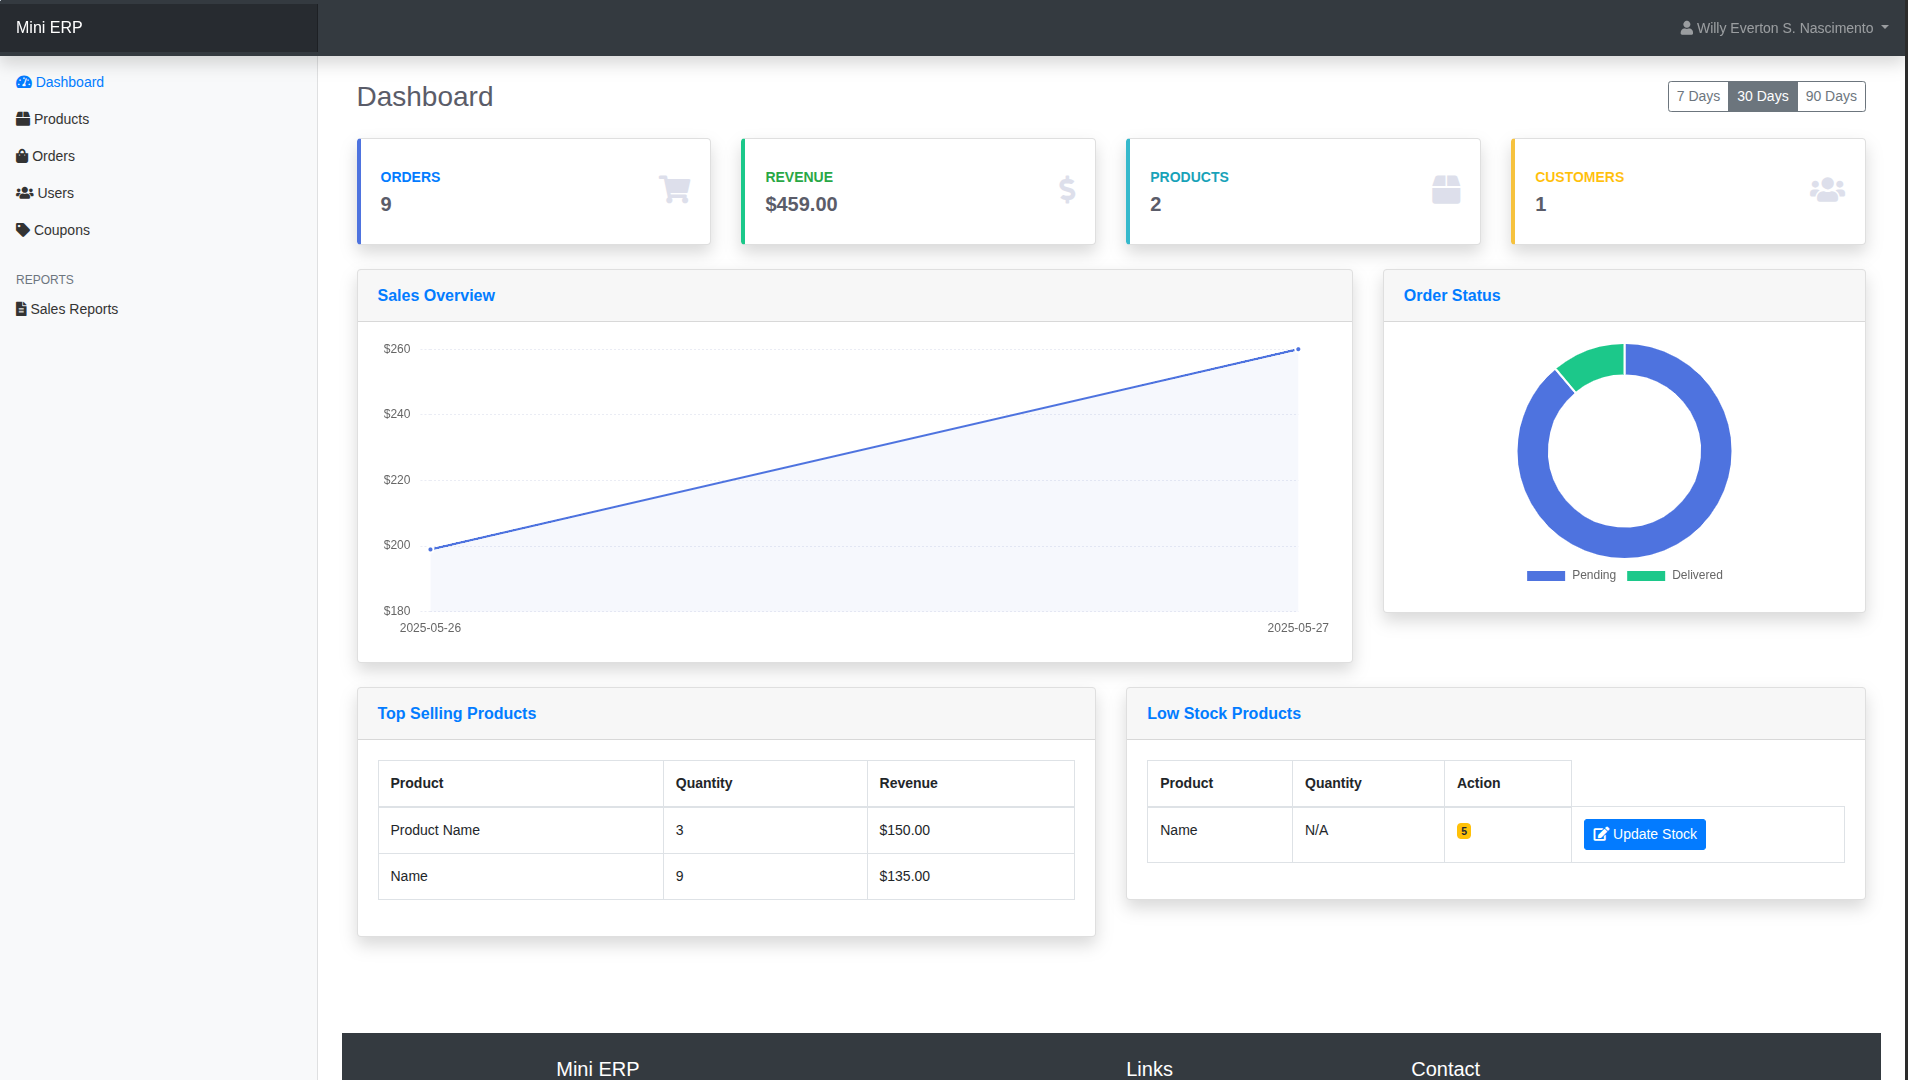 Mini ERP
Willy Everton S. Nascimento
Dashboard
Products
Orders
Users
Coupons
REPORTS
Sales Reports
Dashboard
7 Days 30 Days 90 Days
ORDERS
9
REVENUE
$459.00
PRODUCTS
2
CUSTOMERS
1
Sales Overview
$260
$240
$220
$200
$180
2025-05-26 2025-05-27
Order Status
Pending Delivered
Top Selling Products
Product Quantity Revenue
Product Name 3 $150.00
Name 9 $135.00
Low Stock Products
Product Quantity Action
Name N/A 5 Update Stock
Mini ERP Links Contact